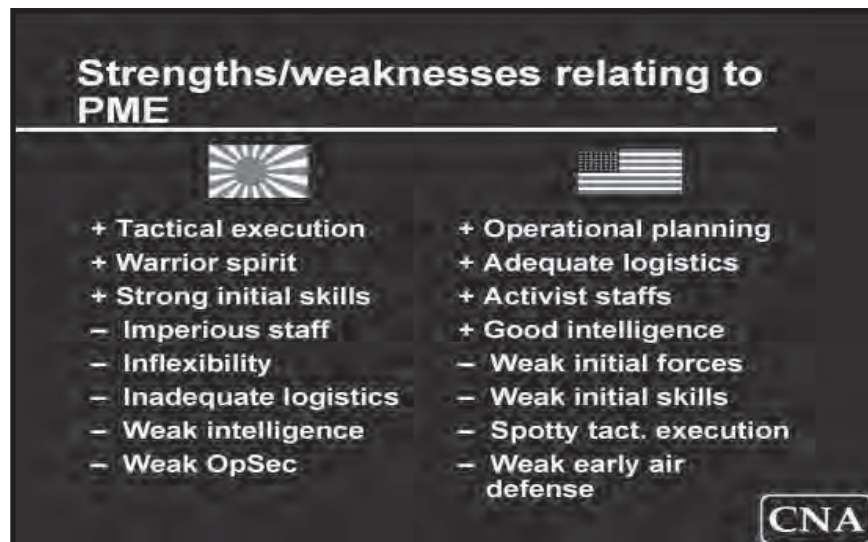 Strengths/weaknesses relating to
PME
+ Tactical execution
+ Warrior spirit
+ Strong initial skills
– Imperious staff
– Inflexibility
– Inadequate logistics
– Weak intelligence
– Weak OpSec
+ Operational planning
+ Adequate logistics
+ Activist staffs
+ Good intelligence
– Weak initial forces
– Weak initial skills
– Spotty tact. execution
– Weak early air
defense
CNA